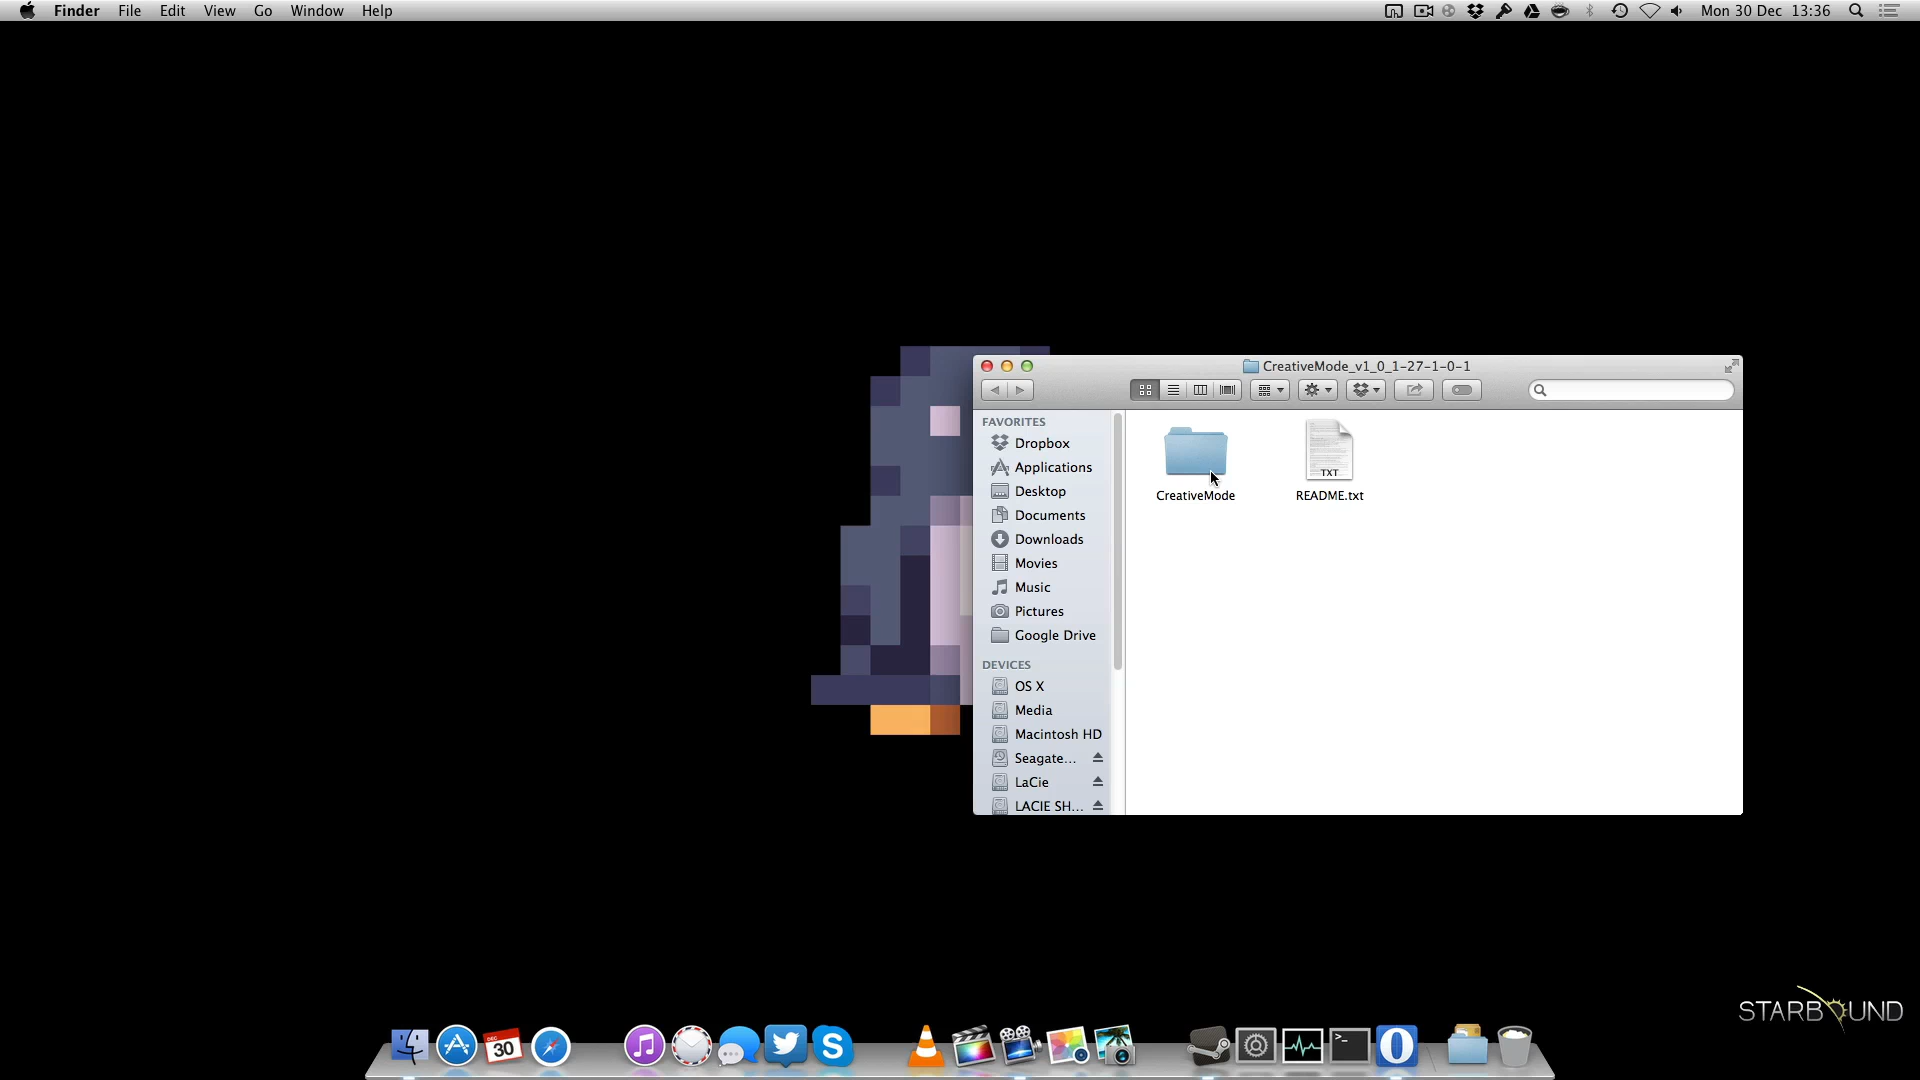 Finder File Edit View Go Window Help
Mon 30 Dec 13:36
CreativeMode_v1_0_1-27-1-0-1
FAVORITES
Dropbox
Applications
Desktop
Documents
Downloads
Movies
Music
Pictures
Google Drive
DEVICES
OS X
Media
Macintosh HD
Seagate...
LaCie
LACIE SH...
TXT
CreativeMode
README.txt
STARBOUND
DEC
30